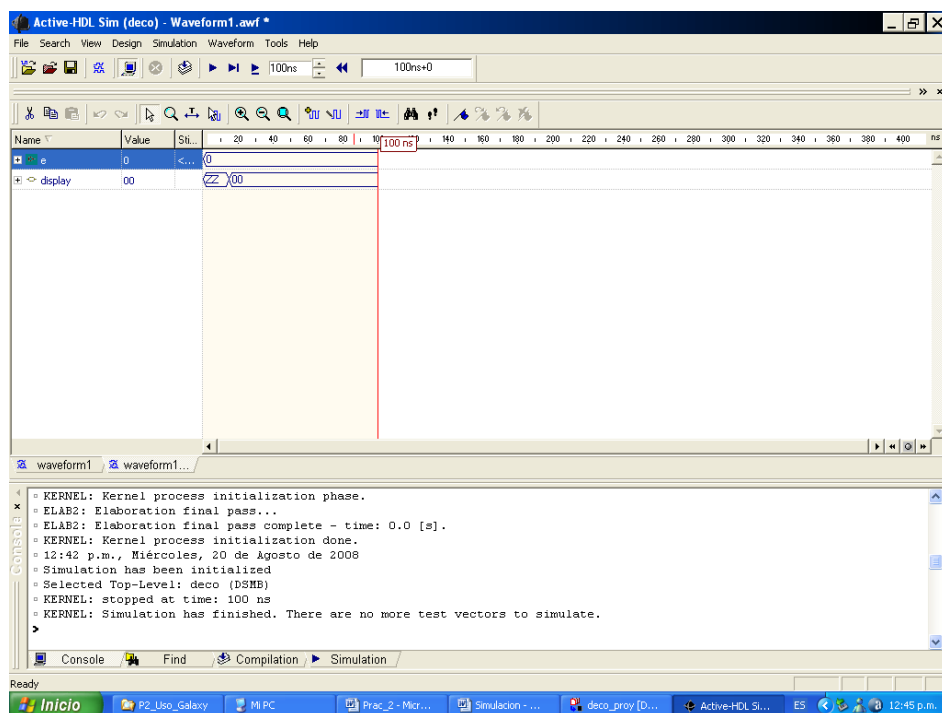 Active-HDL Sim (deco) - Waveform1.awf *
File Search View Design Simulation Waveform Tools Help
100ns 100ns+0
Name Value Sti... 20 40 60 80 140 160 180 200 220 240 260 280 300 320 340 360 380 400 ns
100 ns
e 0 <... 0
display 00 ZZ 00
waveform1 waveform1...
KERNEL: Kernel process initialization phase.
ELAB2: Elaboration final pass...
ELAB2: Elaboration final pass complete - time: 0.0 [s].
KERNEL: Kernel process initialization done.
12:42 p.m., Miércoles, 20 de Agosto de 2008
Simulation has been initialized
Selected Top-Level: deco (DSMB)
KERNEL: stopped at time: 100 ns
KERNEL: Simulation has finished. There are no more test vectors to simulate.
>
Consola
Console Find Compilation Simulation
Ready
Inicio P2_Uso_Galaxy Mi PC Prac_2 - Micr... Simulacion - ... deco_proy [D... Active-HDL Si... ES 12:45 p.m.